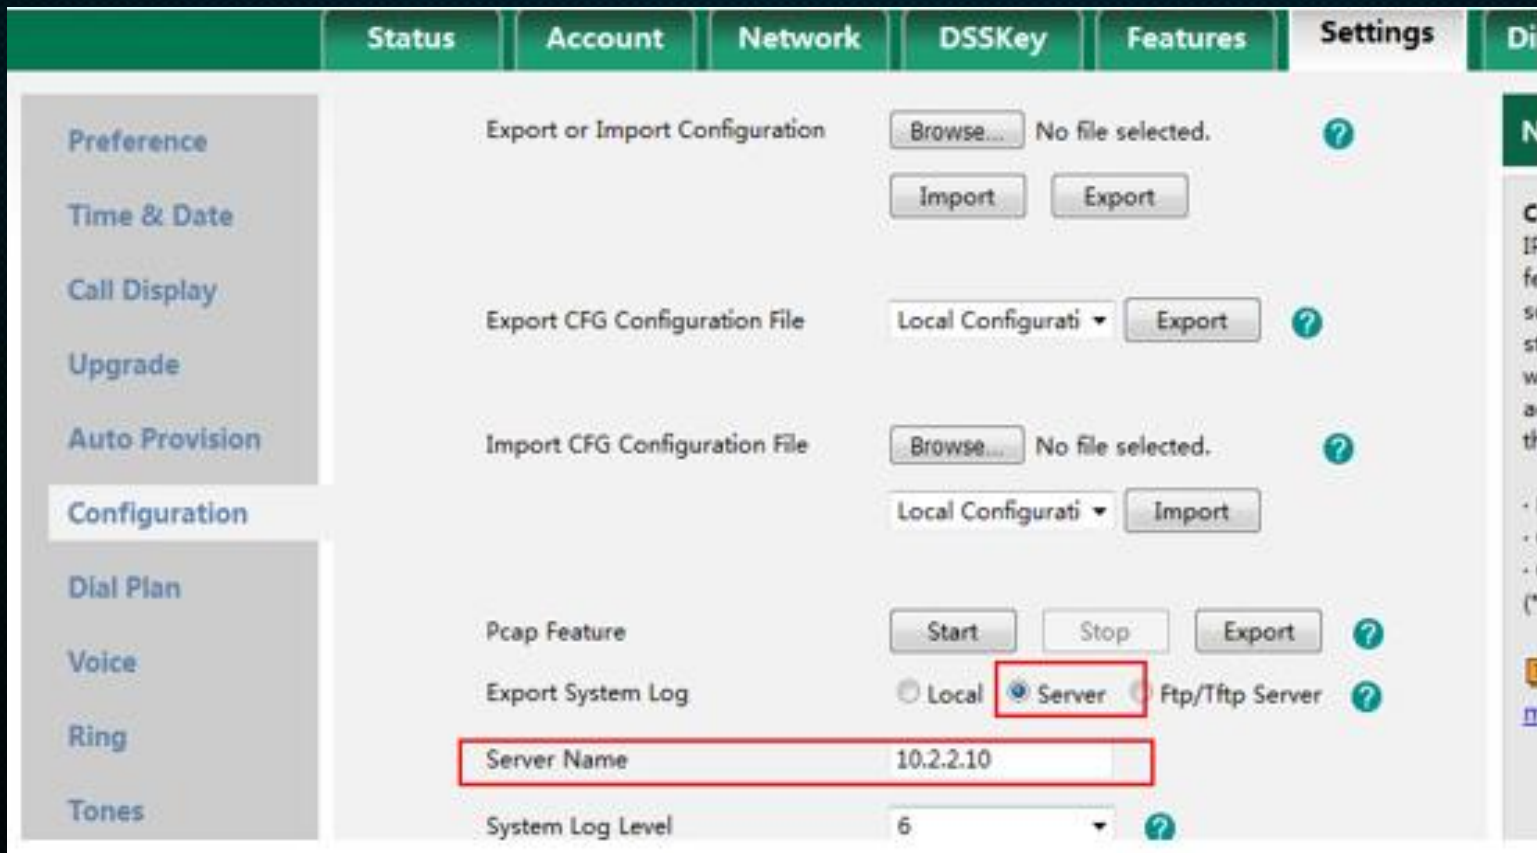 Status Account Network DSSKey Features Settings
Preference
Time & Date
Call Display
Upgrade
Auto Provision
Configuration
Dial Plan
Voice
Ring
Tones
Export or Import Configuration Browse... No file selected.
Import Export
Export CFG Configuration File Local Configurati Export
Import CFG Configuration File Browse... No file selected.
Local Configurati Import
Pcap Feature Start Stop Export
Export System Log Local Server Ftp/Tftp Server
Server Name 10.2.2.10
System Log Level 6